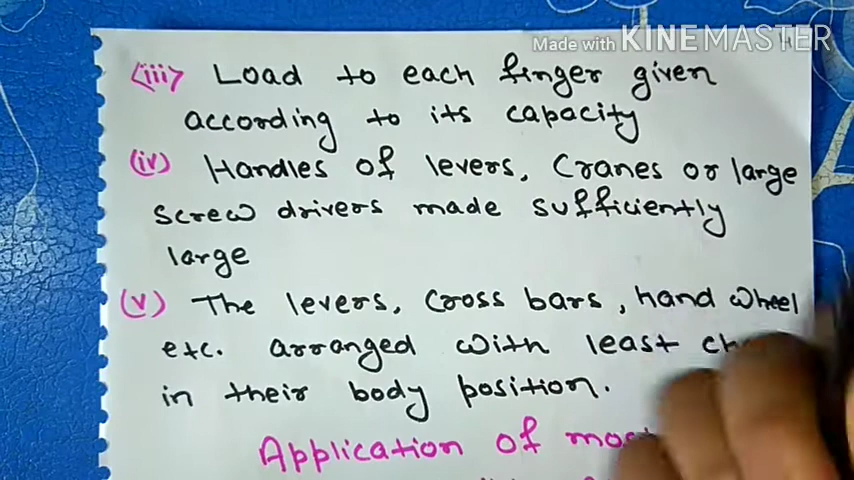 Made with KINEMASTER
(iii) Load to each finger given
according to its capacity
(iv) Handles of levers, Cranes or large
screw drivers made sufficiently
large
(v) The levers, Cross bars, hand wheel
etc. arranged with least
in their body position.
Application of